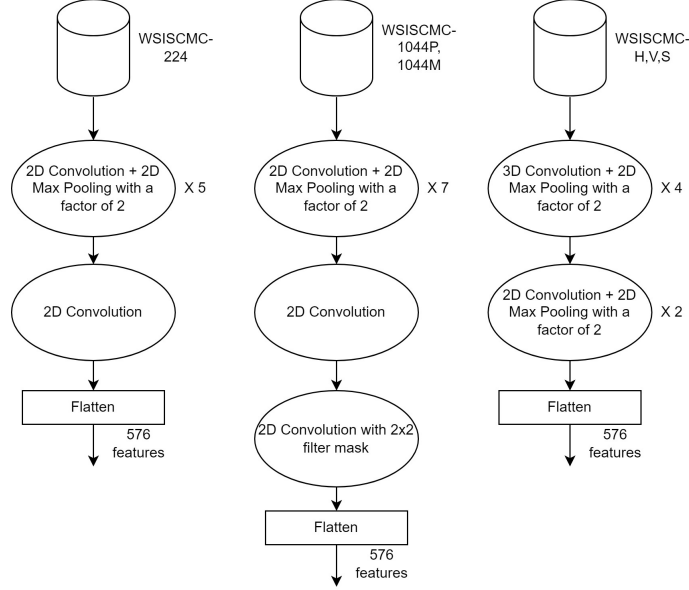 WSISCMC-
224
2D Convolution + 2D
Max Pooling with a
factor of 2
X 5
2D Convolution
Flatten
576
features
WSISCMC-
1044P,
1044M
2D Convolution + 2D
Max Pooling with a
factor of 2
X 7
2D Convolution
2D Convolution with 2x2
filter mask
Flatten
576
features
WSISCMC-
H,V,S
3D Convolution + 2D
Max Pooling with a
factor of 2
X 4
2D Convolution + 2D
Max Pooling with a
factor of 2
X 2
Flatten
576
features